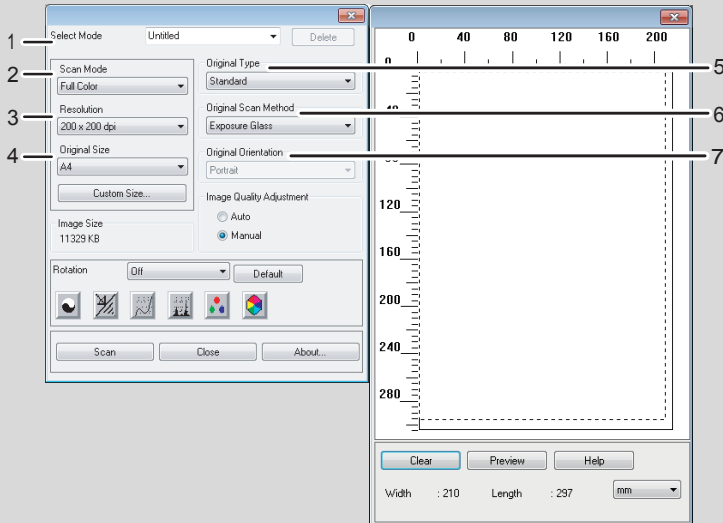 1
Select Mode
Untitled
Delete
2
Scan Mode
Full Color
3
Resolution
200 x 200 dpi
4
Original Size
A4
Custom Size...
Image Size
11329 KB
Original Type
5
Standard
Original Scan Method
6
Exposure Glass
Original Orientation
7
Portrait
Image Quality Adjustment
Auto
Manual
Rotation
Off
Default
Scan
Close
About...
0 40 80 120 160 200
0
40
80
120
160
200
240
280
Clear
Preview
Help
Width : 210 Length : 297 mm